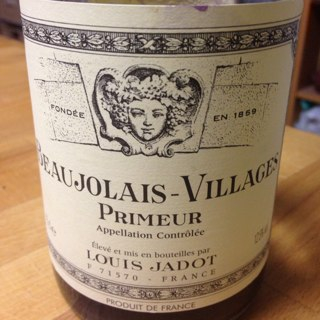 FONDÉE EN 1859
BEAUJOLAIS-VILLAGES
PRIMEUR
Appellation Contrôlée
Élevé et mis en bouteilles par
LOUIS JADOT
F 71570 - FRANCE
PRODUIT DE FRANCE